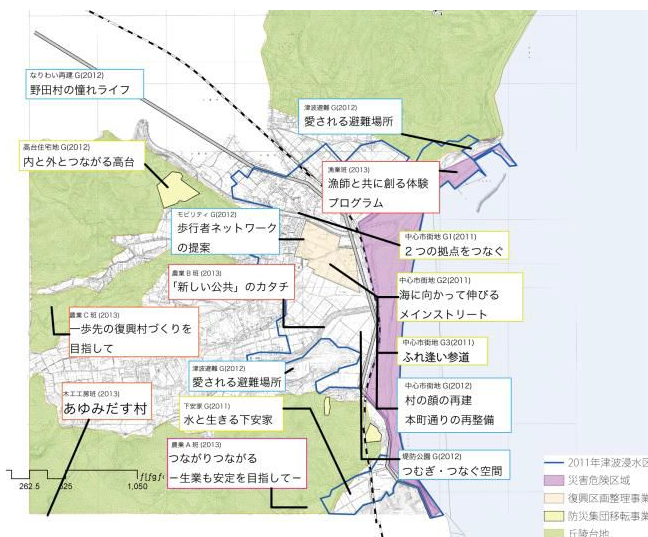 なりわい再建 G(2012)
野田村の憧れライフ
津波避難 G(2012)
愛される避難場所
高台住宅地 G(2012)
内と外とつながる高台
漁業班 (2013)
漁師と共に創る体験
プログラム
モビリティ G(2012)
歩行者ネットワーク
の提案
中心市街地 G1(2011)
２つの拠点をつなぐ
農業 B 班 (2013)
「新しい公共」のカタチ
中心市街地 G2(2011)
海に向かって伸びる
メインストリート
農業 C 班 (2013)
一歩先の復興村づくりを
目指して
中心市街地 G3(2011)
ふれ逢い参道
津波避難 G(2012)
愛される避難場所
中心市街地 G(2012)
村の顔の再建
本町通りの再整備
木工工房班 (2013)
あゆみだす村
下安家 G(2011)
水と生きる下安家
農業 A 班 (2013)
つながりつながる
－生業も安定を目指して－
堤防公園 G(2012)
つむぎ・つなぐ空間
262.5 525 1,050
2011年津波浸水区
災害危険区域
復興区画整理事業
防災集団移転事業
丘陵台地